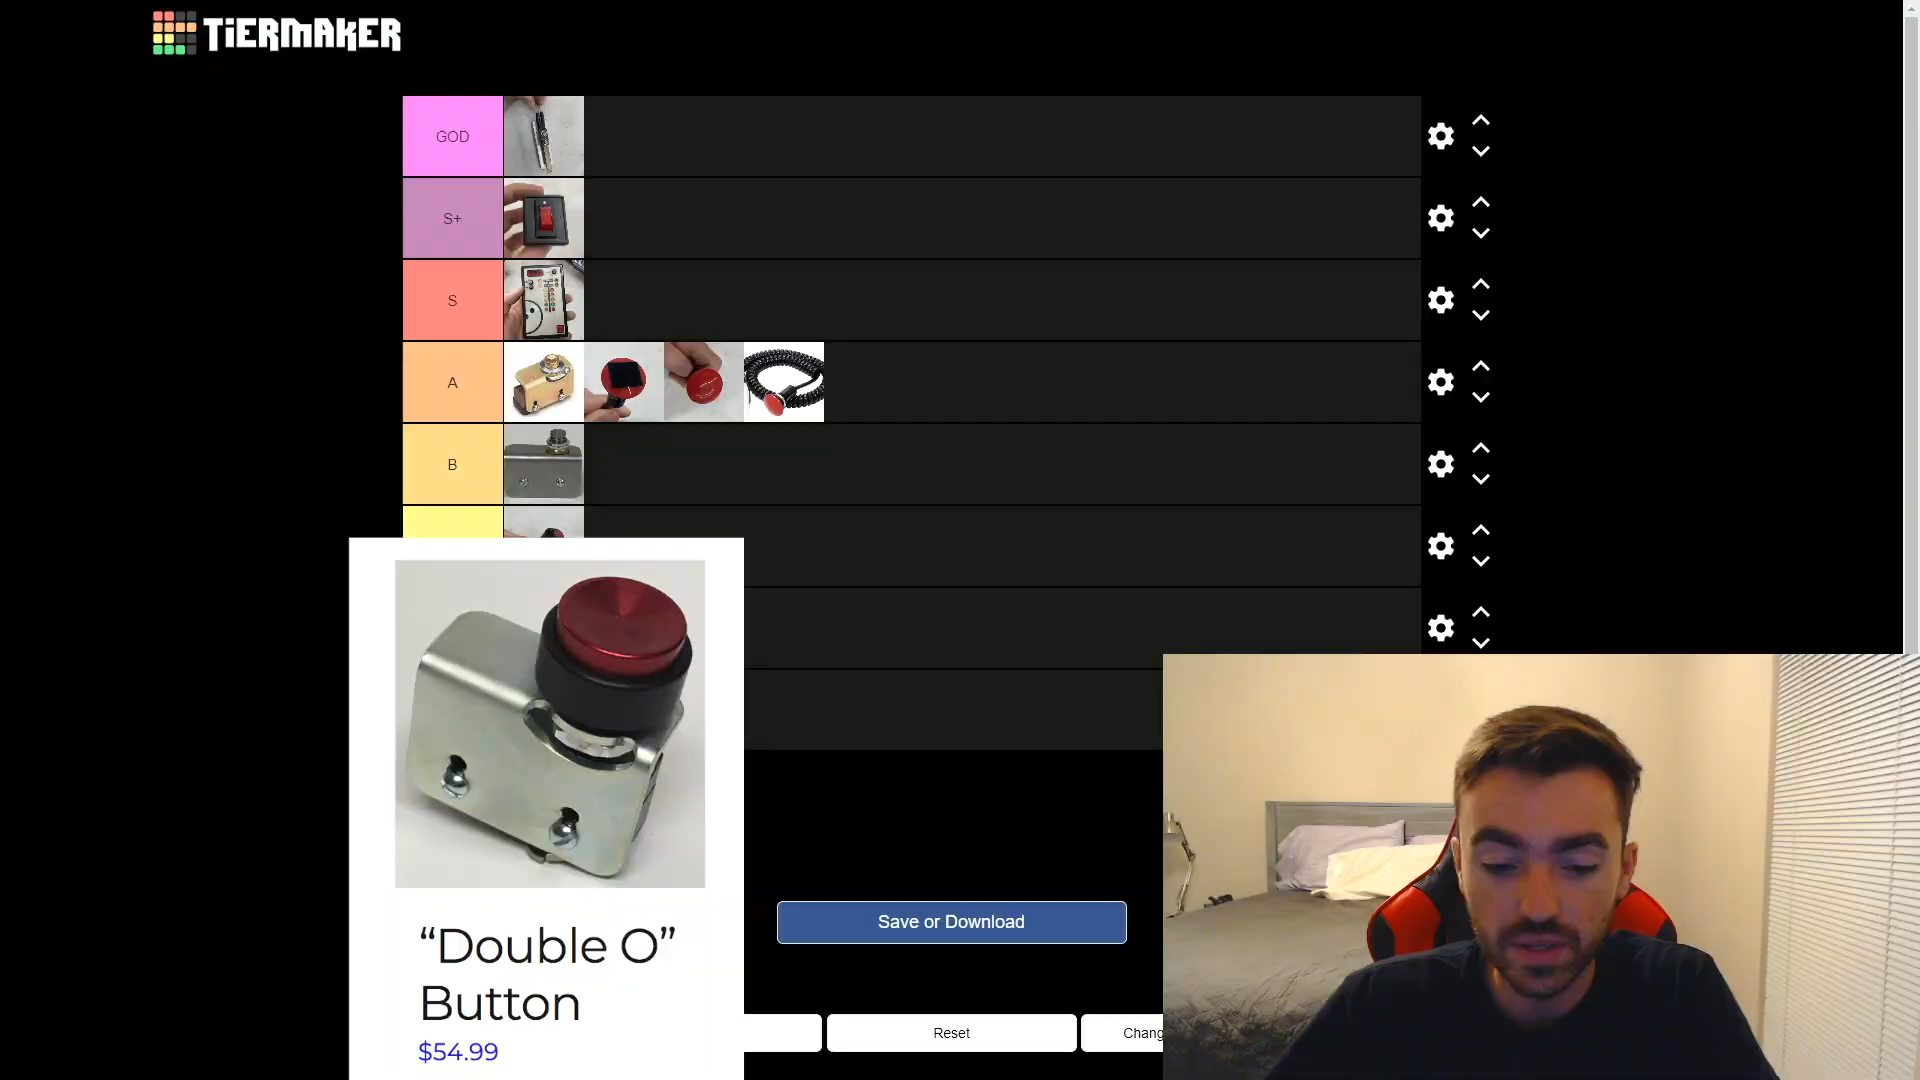 TiERMAKER
GOD
S+
S
A
B
“Double O”
Button
$54.99
Save or Download
Reset
Chang